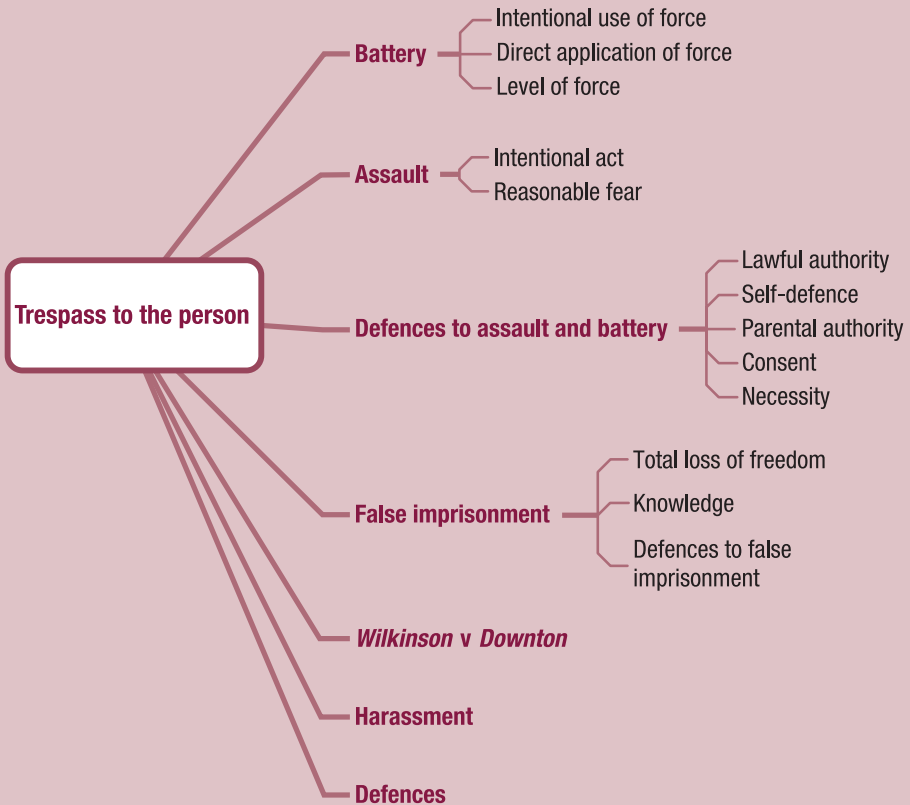 Trespass to the person
Battery
Intentional use of force
Direct application of force
Level of force
Assault
Intentional act
Reasonable fear
Defences to assault and battery
Lawful authority
Self-defence
Parental authority
Consent
Necessity
False imprisonment
Total loss of freedom
Knowledge
Defences to false
imprisonment
Wilkinson v Downton
Harassment
Defences